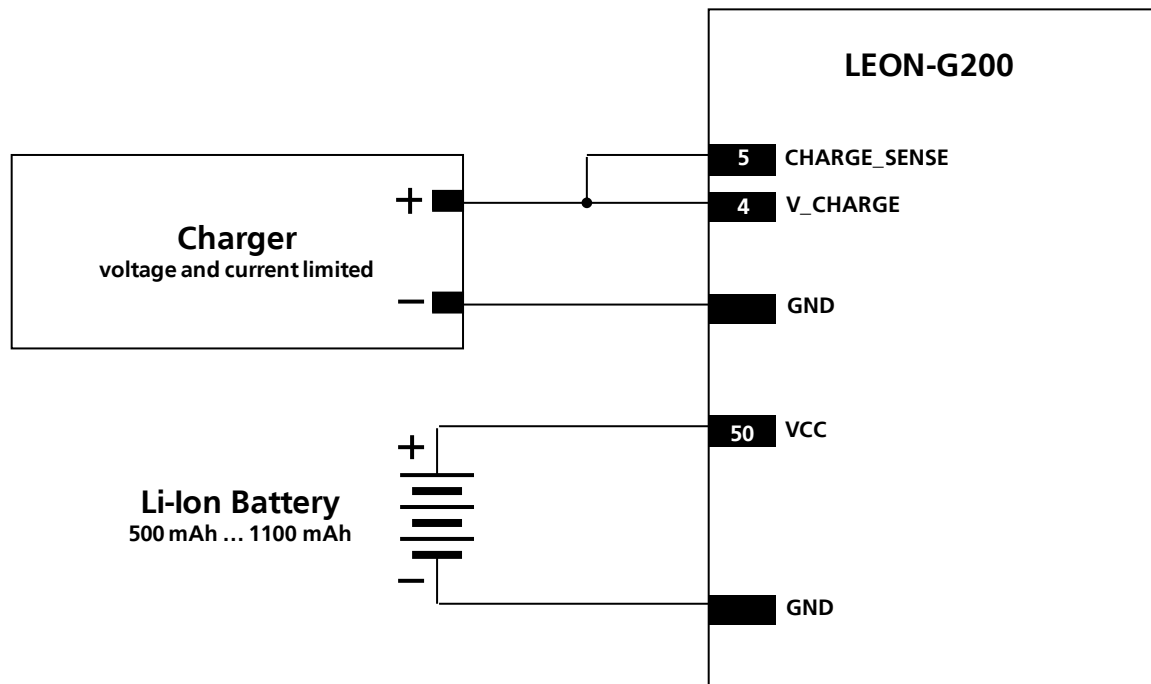 LEON-G200
5 CHARGE_SENSE
+ 4 V_CHARGE
Charger
voltage and current limited
− GND
50 VCC
+
Li-Ion Battery
500 mAh ... 1100 mAh
−
GND